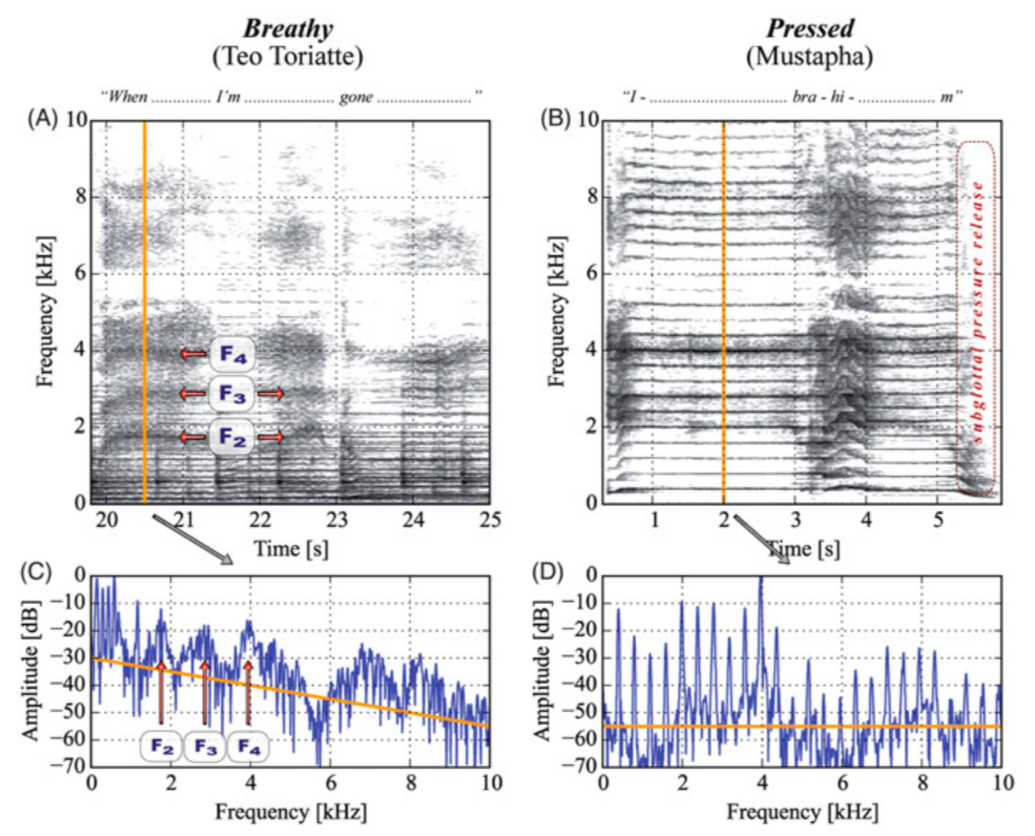 Breathy
(Teo Toriatte)
Pressed
(Mustapha)
"When .............. I'm ...................... gone ......................... "
"I - ................................. bra - hi - .................. m"
(A)
10
8
6
4
2
0
Frequency [kHz]
F4
F3
F2
20 21 22 23 24 25
Time [s]
(B)
10
8
6
4
2
0
Frequency [kHz]
subglottal pressure release
1 2 3 4 5
Time [s]
(C)
0
−10
−20
−30
−40
−50
−60
−70
Amplitude [dB]
F2 F3 F4
0 2 4 6 8 10
Frequency [kHz]
(D)
0
−10
−20
−30
−40
−50
−60
−70
Amplitude [dB]
0 2 4 6 8 10
Frequency [kHz]